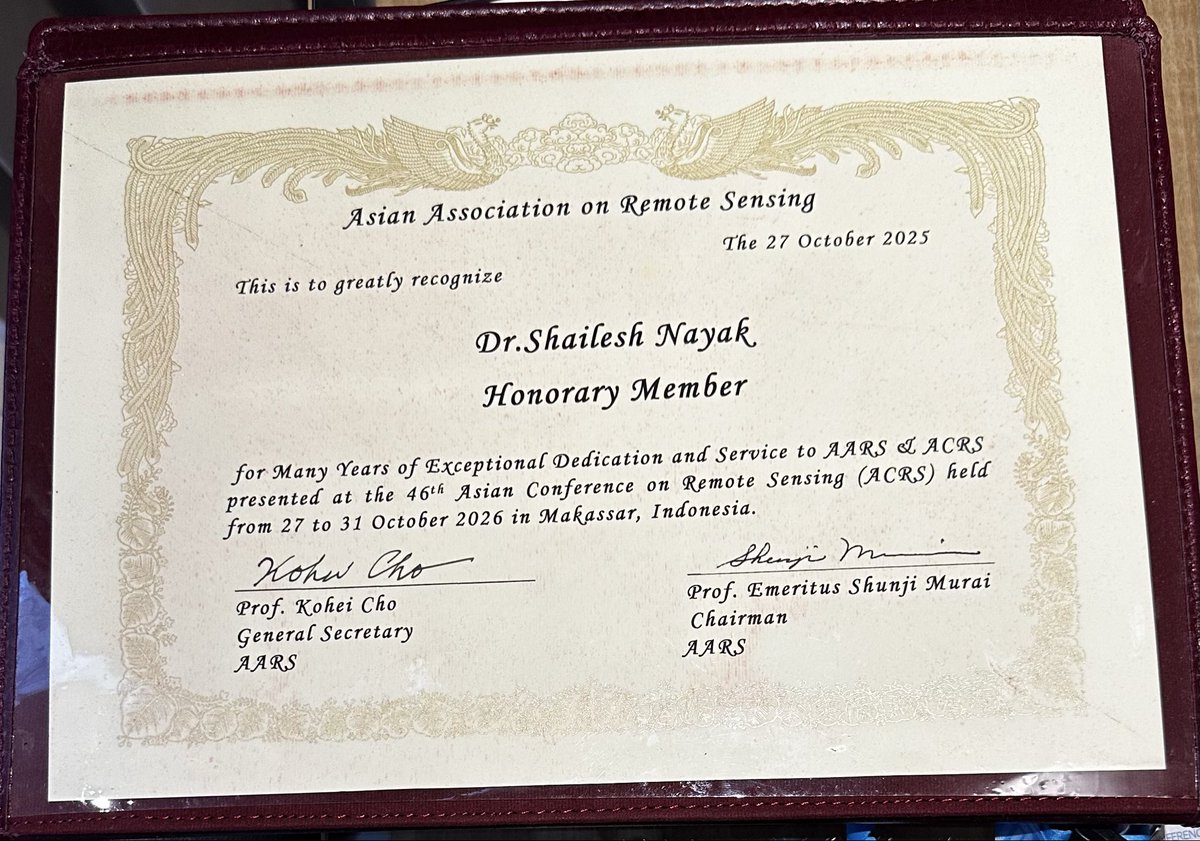 Asian Association on Remote Sensing
The 27 October 2025
This is to greatly recognize
Dr.Shailesh Nayak
Honorary Member
for Many Years of Exceptional Dedication and Service to AARS & ACRS
presented at the 46th Asian Conference on Remote Sensing (ACRS) held
from 27 to 31 October 2026 in Makassar, Indonesia.
Kohei Cho
Shunji Murai
Prof. Kohei Cho
General Secretary
AARS
Prof. Emeritus Shunji Murai
Chairman
AARS